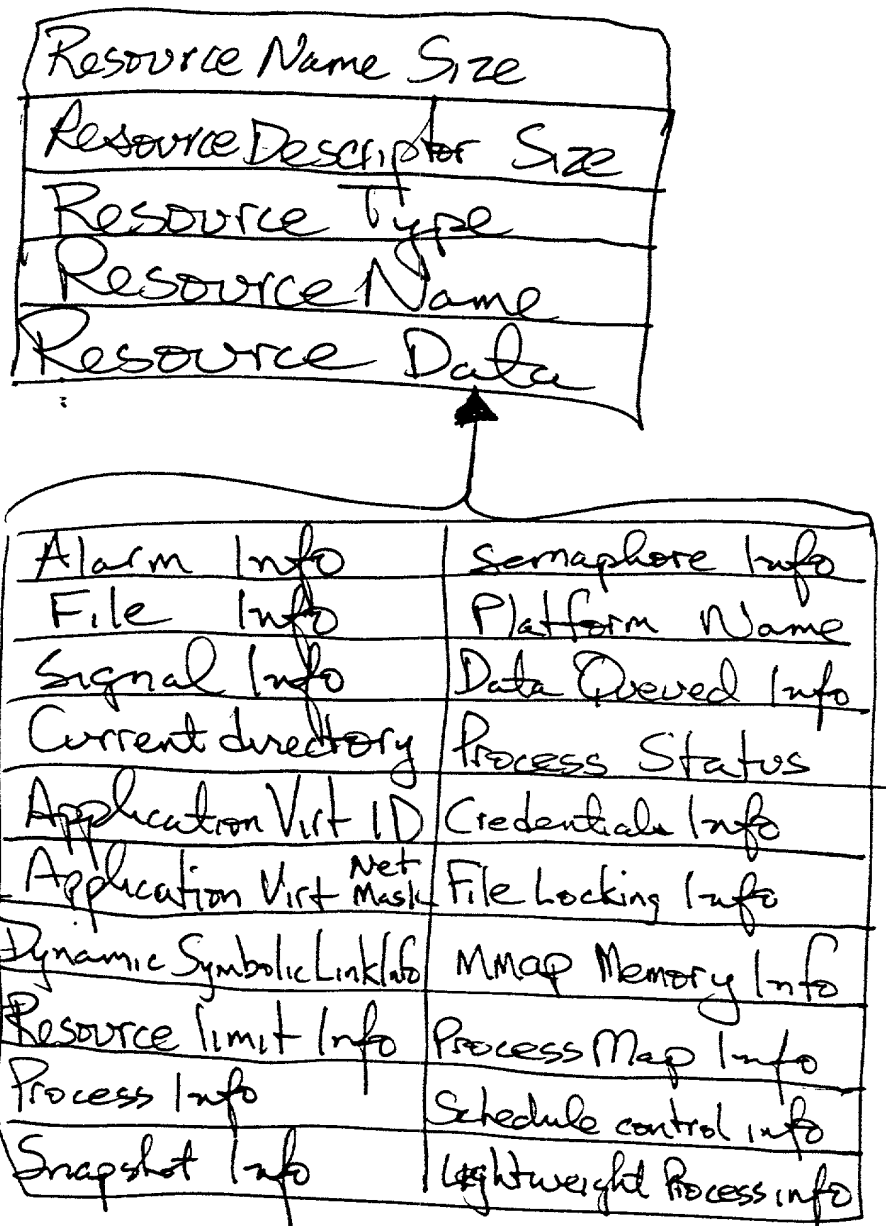 Resource Name Size
Resource Descriptor Size
Resource Type
Resource Name
Resource Data
Alarm Info
Semaphore Info
File Info
Platform Name
Signal Info
Data Queued Info
Current directory
Process Status
Application Virt ID
Credentials Info
Application Virt Net Mask
File Locking Info
Dynamic Symbolic Link Info
MMap Memory Info
Resource limit Info
Process Map Info
Process Info
Schedule control info
Snapshot Info
Lightweight Process info